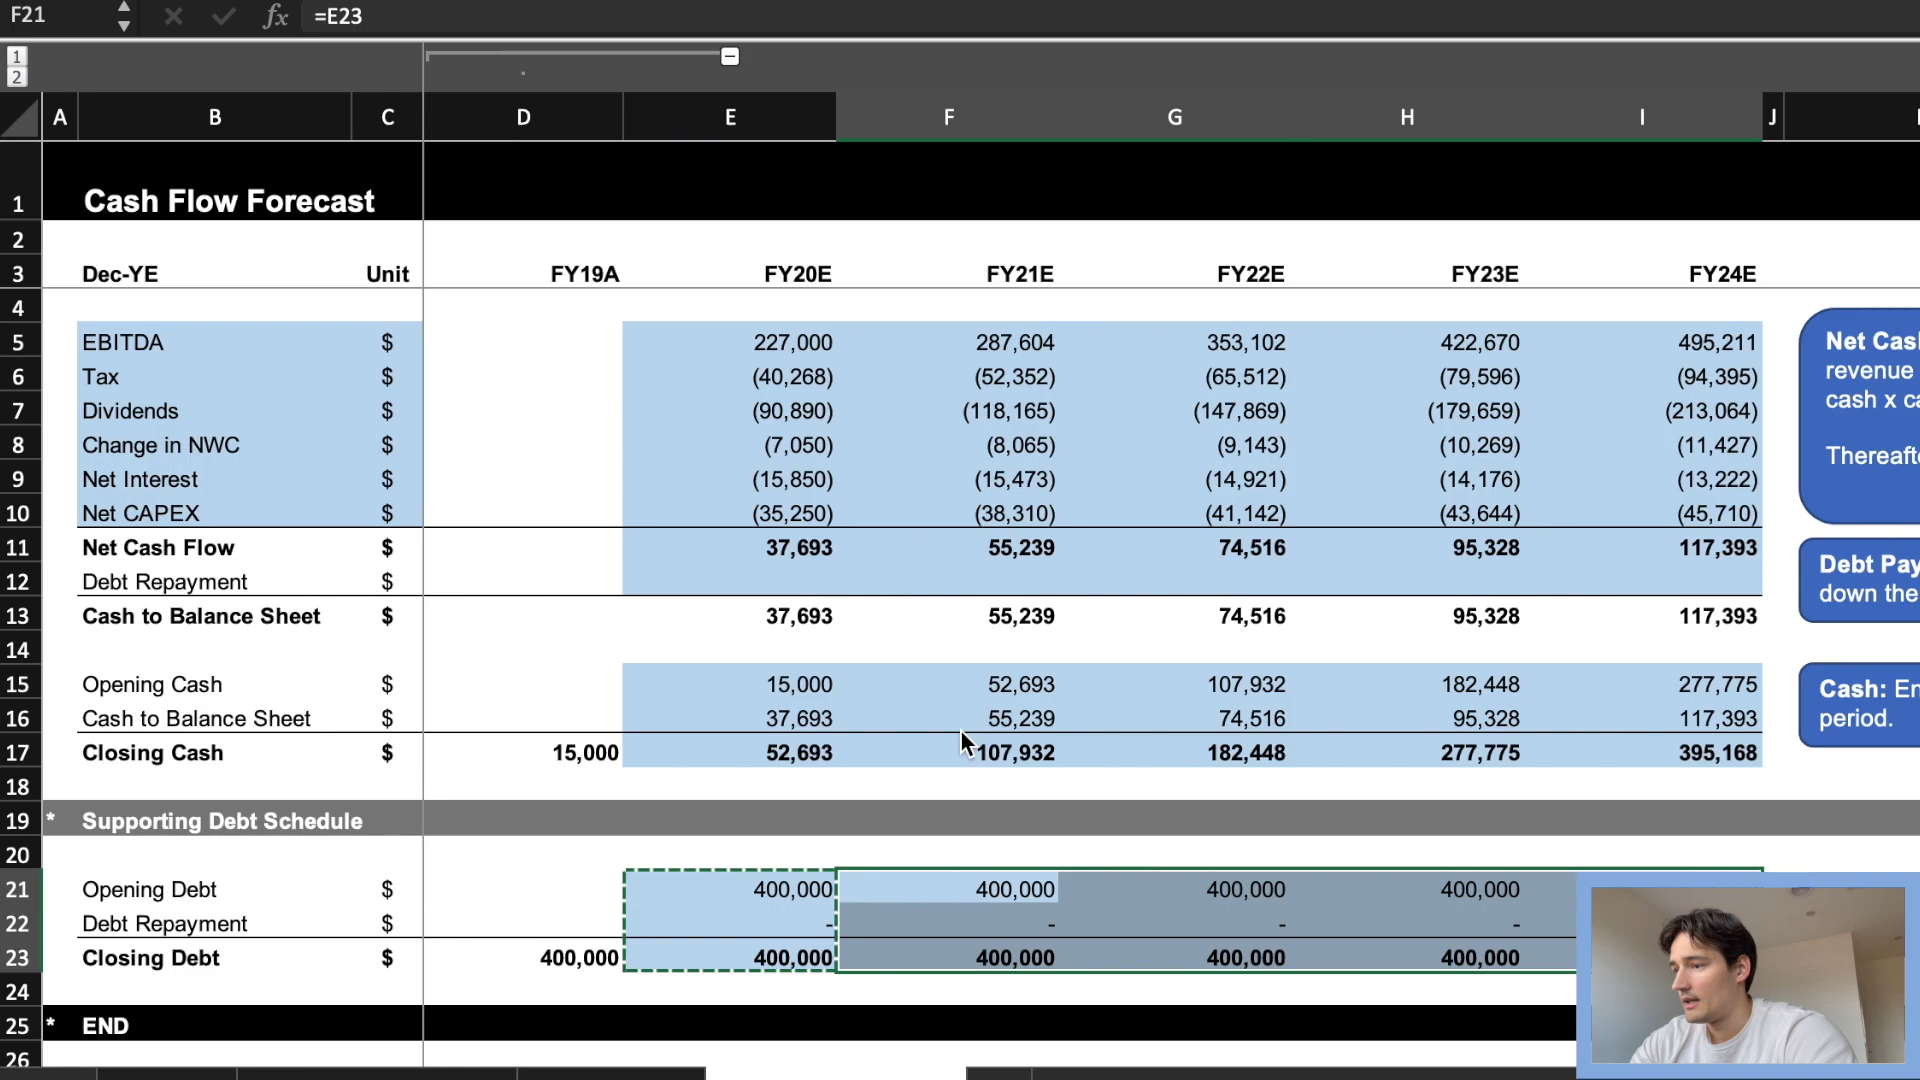 F21 fx =E23
1
2
A B C D E F G H I J
1 Cash Flow Forecast
2
3 Dec-YE Unit FY19A FY20E FY21E FY22E FY23E FY24E
4
5 EBITDA $ 227,000 287,604 353,102 422,670 495,211
6 Tax $ (40,268) (52,352) (65,512) (79,596) (94,395)
7 Dividends $ (90,890) (118,165) (147,869) (179,659) (213,064)
8 Change in NWC $ (7,050) (8,065) (9,143) (10,269) (11,427)
9 Net Interest $ (15,850) (15,473) (14,921) (14,176) (13,222)
10 Net CAPEX $ (35,250) (38,310) (41,142) (43,644) (45,710)
11 Net Cash Flow $ 37,693 55,239 74,516 95,328 117,393
12 Debt Repayment $
13 Cash to Balance Sheet $ 37,693 55,239 74,516 95,328 117,393
14
15 Opening Cash $ 15,000 52,693 107,932 182,448 277,775
16 Cash to Balance Sheet $ 37,693 55,239 74,516 95,328 117,393
17 Closing Cash $ 15,000 52,693 107,932 182,448 277,775 395,168
18
19 * Supporting Debt Schedule
20
21 Opening Debt $ 400,000 400,000 400,000 400,000
22 Debt Repayment $ - - - -
23 Closing Debt $ 400,000 400,000 400,000 400,000 400,000
24
25 * END
26
Net
revenue
cash x
Debt
down the
Cash:
period.